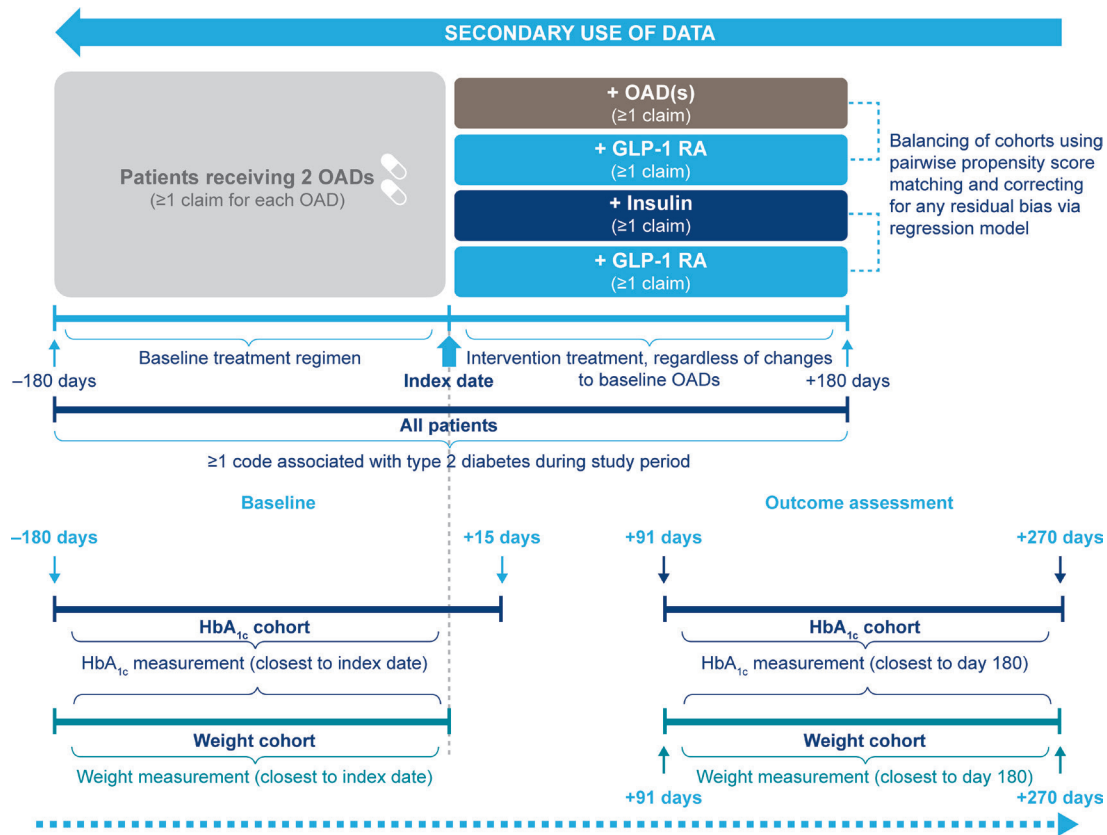 SECONDARY USE OF DATA
Patients receiving 2 OADs
(≥1 claim for each OAD)
+ OAD(s)
(≥1 claim)
+ GLP-1 RA
(≥1 claim)
+ Insulin
(≥1 claim)
+ GLP-1 RA
(≥1 claim)
Balancing of cohorts using
pairwise propensity score
matching and correcting
for any residual bias via
regression model
Baseline treatment regimen
Intervention treatment, regardless of changes
to baseline OADs
–180 days
Index date
+180 days
All patients
≥1 code associated with type 2 diabetes during study period
Baseline
Outcome assessment
–180 days
+15 days
+91 days
+270 days
HbA1c cohort
HbA1c measurement (closest to index date)
HbA1c cohort
HbA1c measurement (closest to day 180)
Weight cohort
Weight measurement (closest to index date)
Weight cohort
Weight measurement (closest to day 180)
+91 days
+270 days